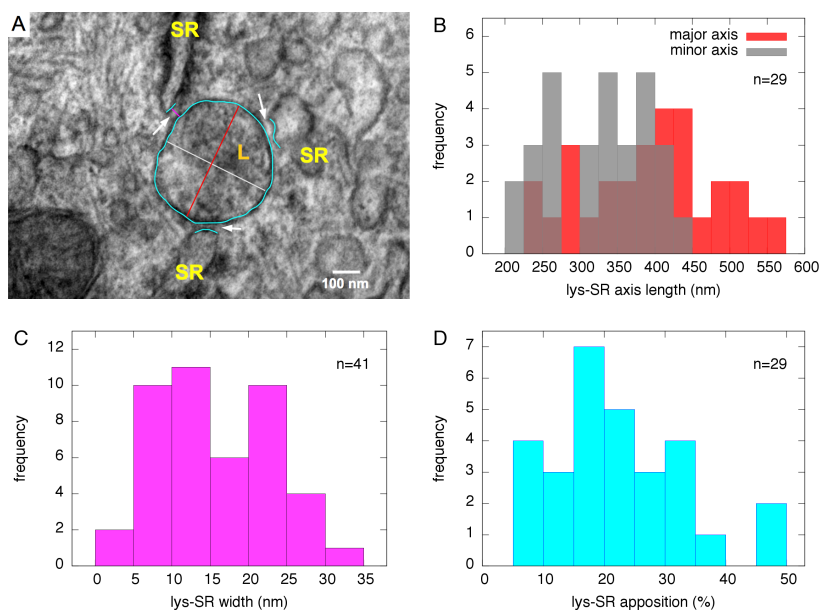 A
SR
L
SR
SR
100 nm
B
major axis
minor axis
n=29
frequency
6
5
4
3
2
1
0
200 250 300 350 400 450 500 550 600
lys-SR axis length (nm)
C
n=41
frequency
12
10
8
6
4
2
0
0 5 10 15 20 25 30 35
lys-SR width (nm)
D
n=29
frequency
7
6
5
4
3
2
1
0
0 10 20 30 40 50
lys-SR apposition (%)